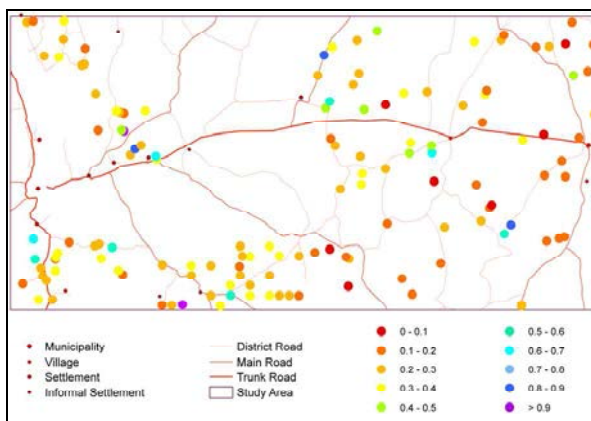 Municipality
Village
Settlement
Informal Settlement
District Road
Main Road
Trunk Road
Study Area
0 - 0.1
0.1 - 0.2
0.2 - 0.3
0.3 - 0.4
0.4 - 0.5
0.5 - 0.6
0.6 - 0.7
0.7 - 0.8
0.8 - 0.9
> 0.9